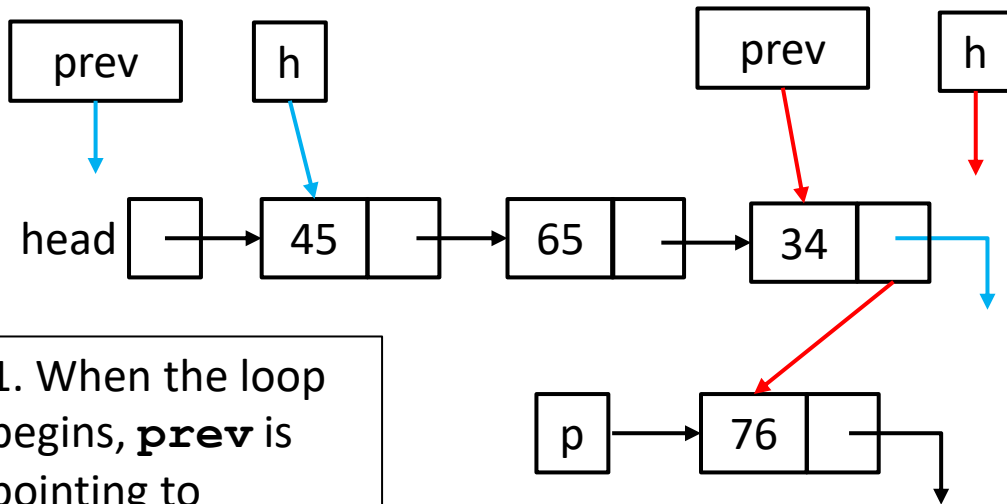 prev h prev h
head 45 65 34
1. When the loop
begins, prev is
pointing to
p 76